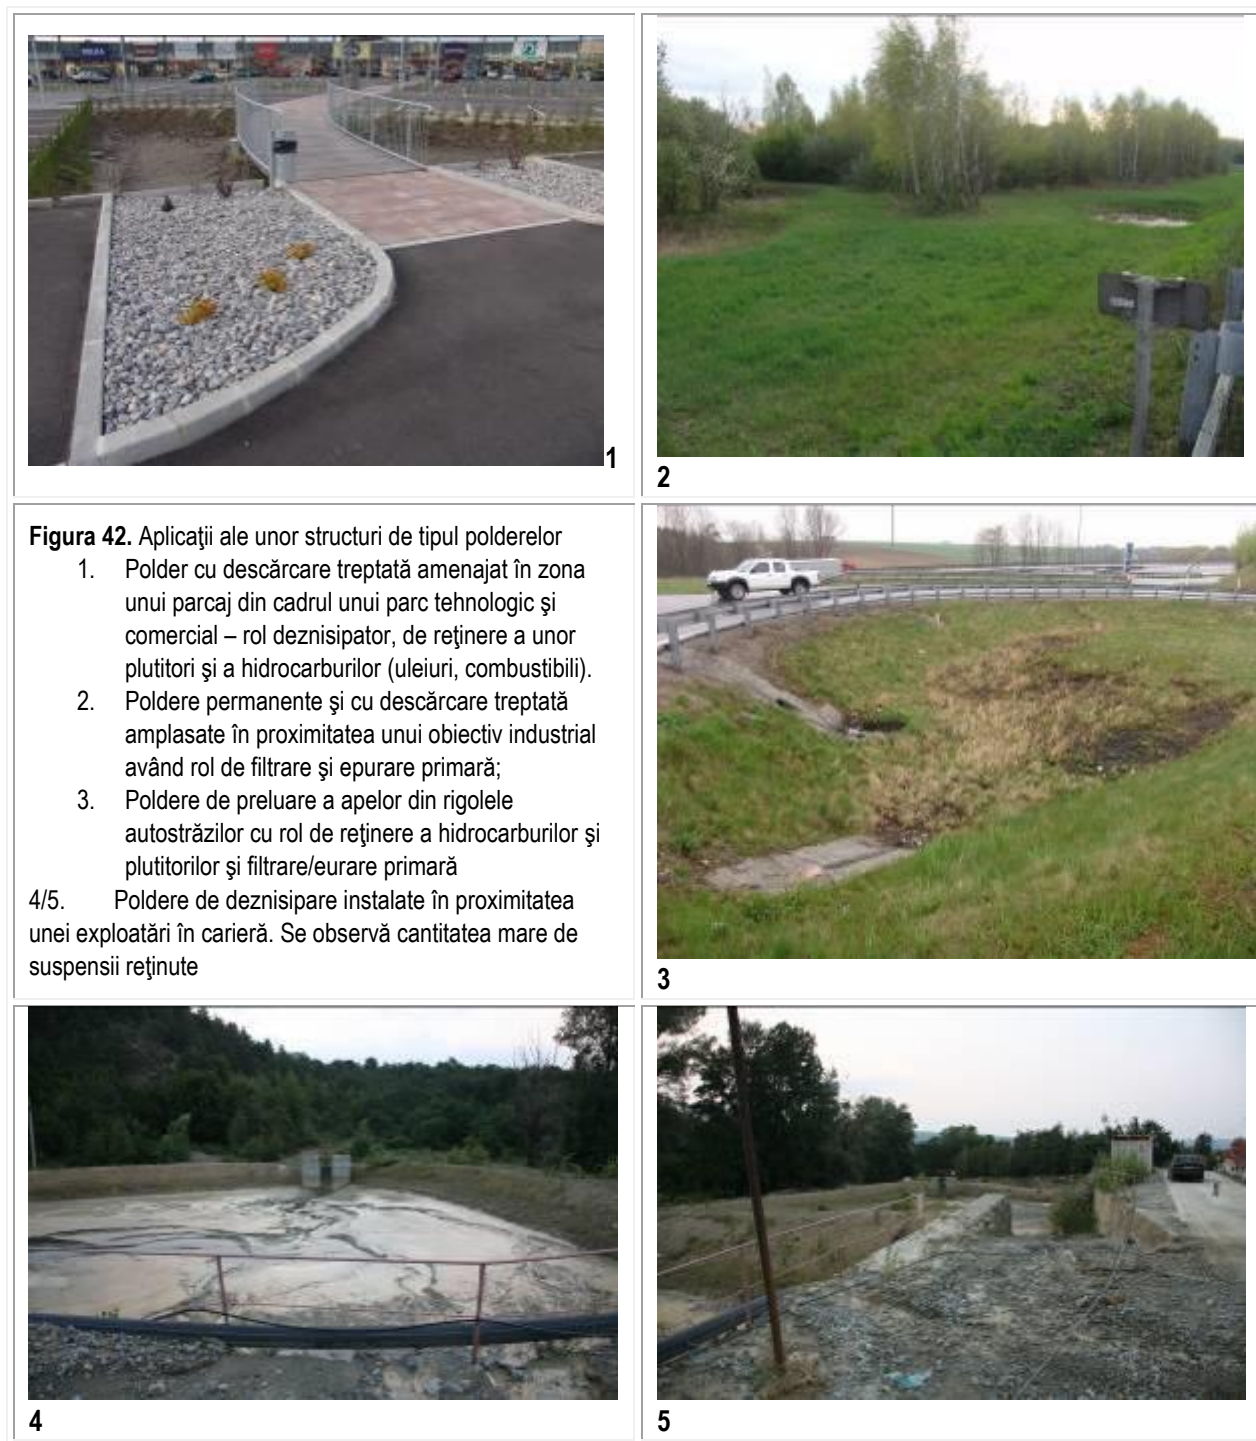 1
2
Figura 42. Aplicaţii ale unor structuri de tipul polderelor
1. Polder cu descărcare treptată amenajat în zona
unui parcaj din cadrul unui parc tehnologic şi
comercial – rol deznisipator, de reţinere a unor
plutitori şi a hidrocarburilor (uleiuri, combustibili).
2. Poldere permanente şi cu descărcare treptată
amplasate în proximitatea unui obiectiv industrial
având rol de filtrare şi epurare primară;
3. Poldere de preluare a apelor din rigolele
autostrăzilor cu rol de reţinere a hidrocarburilor şi
plutitorilor şi filtrare/eurare primară
4/5. Poldere de deznisipare instalate în proximitatea
unei exploatări în carieră. Se observă cantitatea mare de
suspensii reţinute
3
4
5